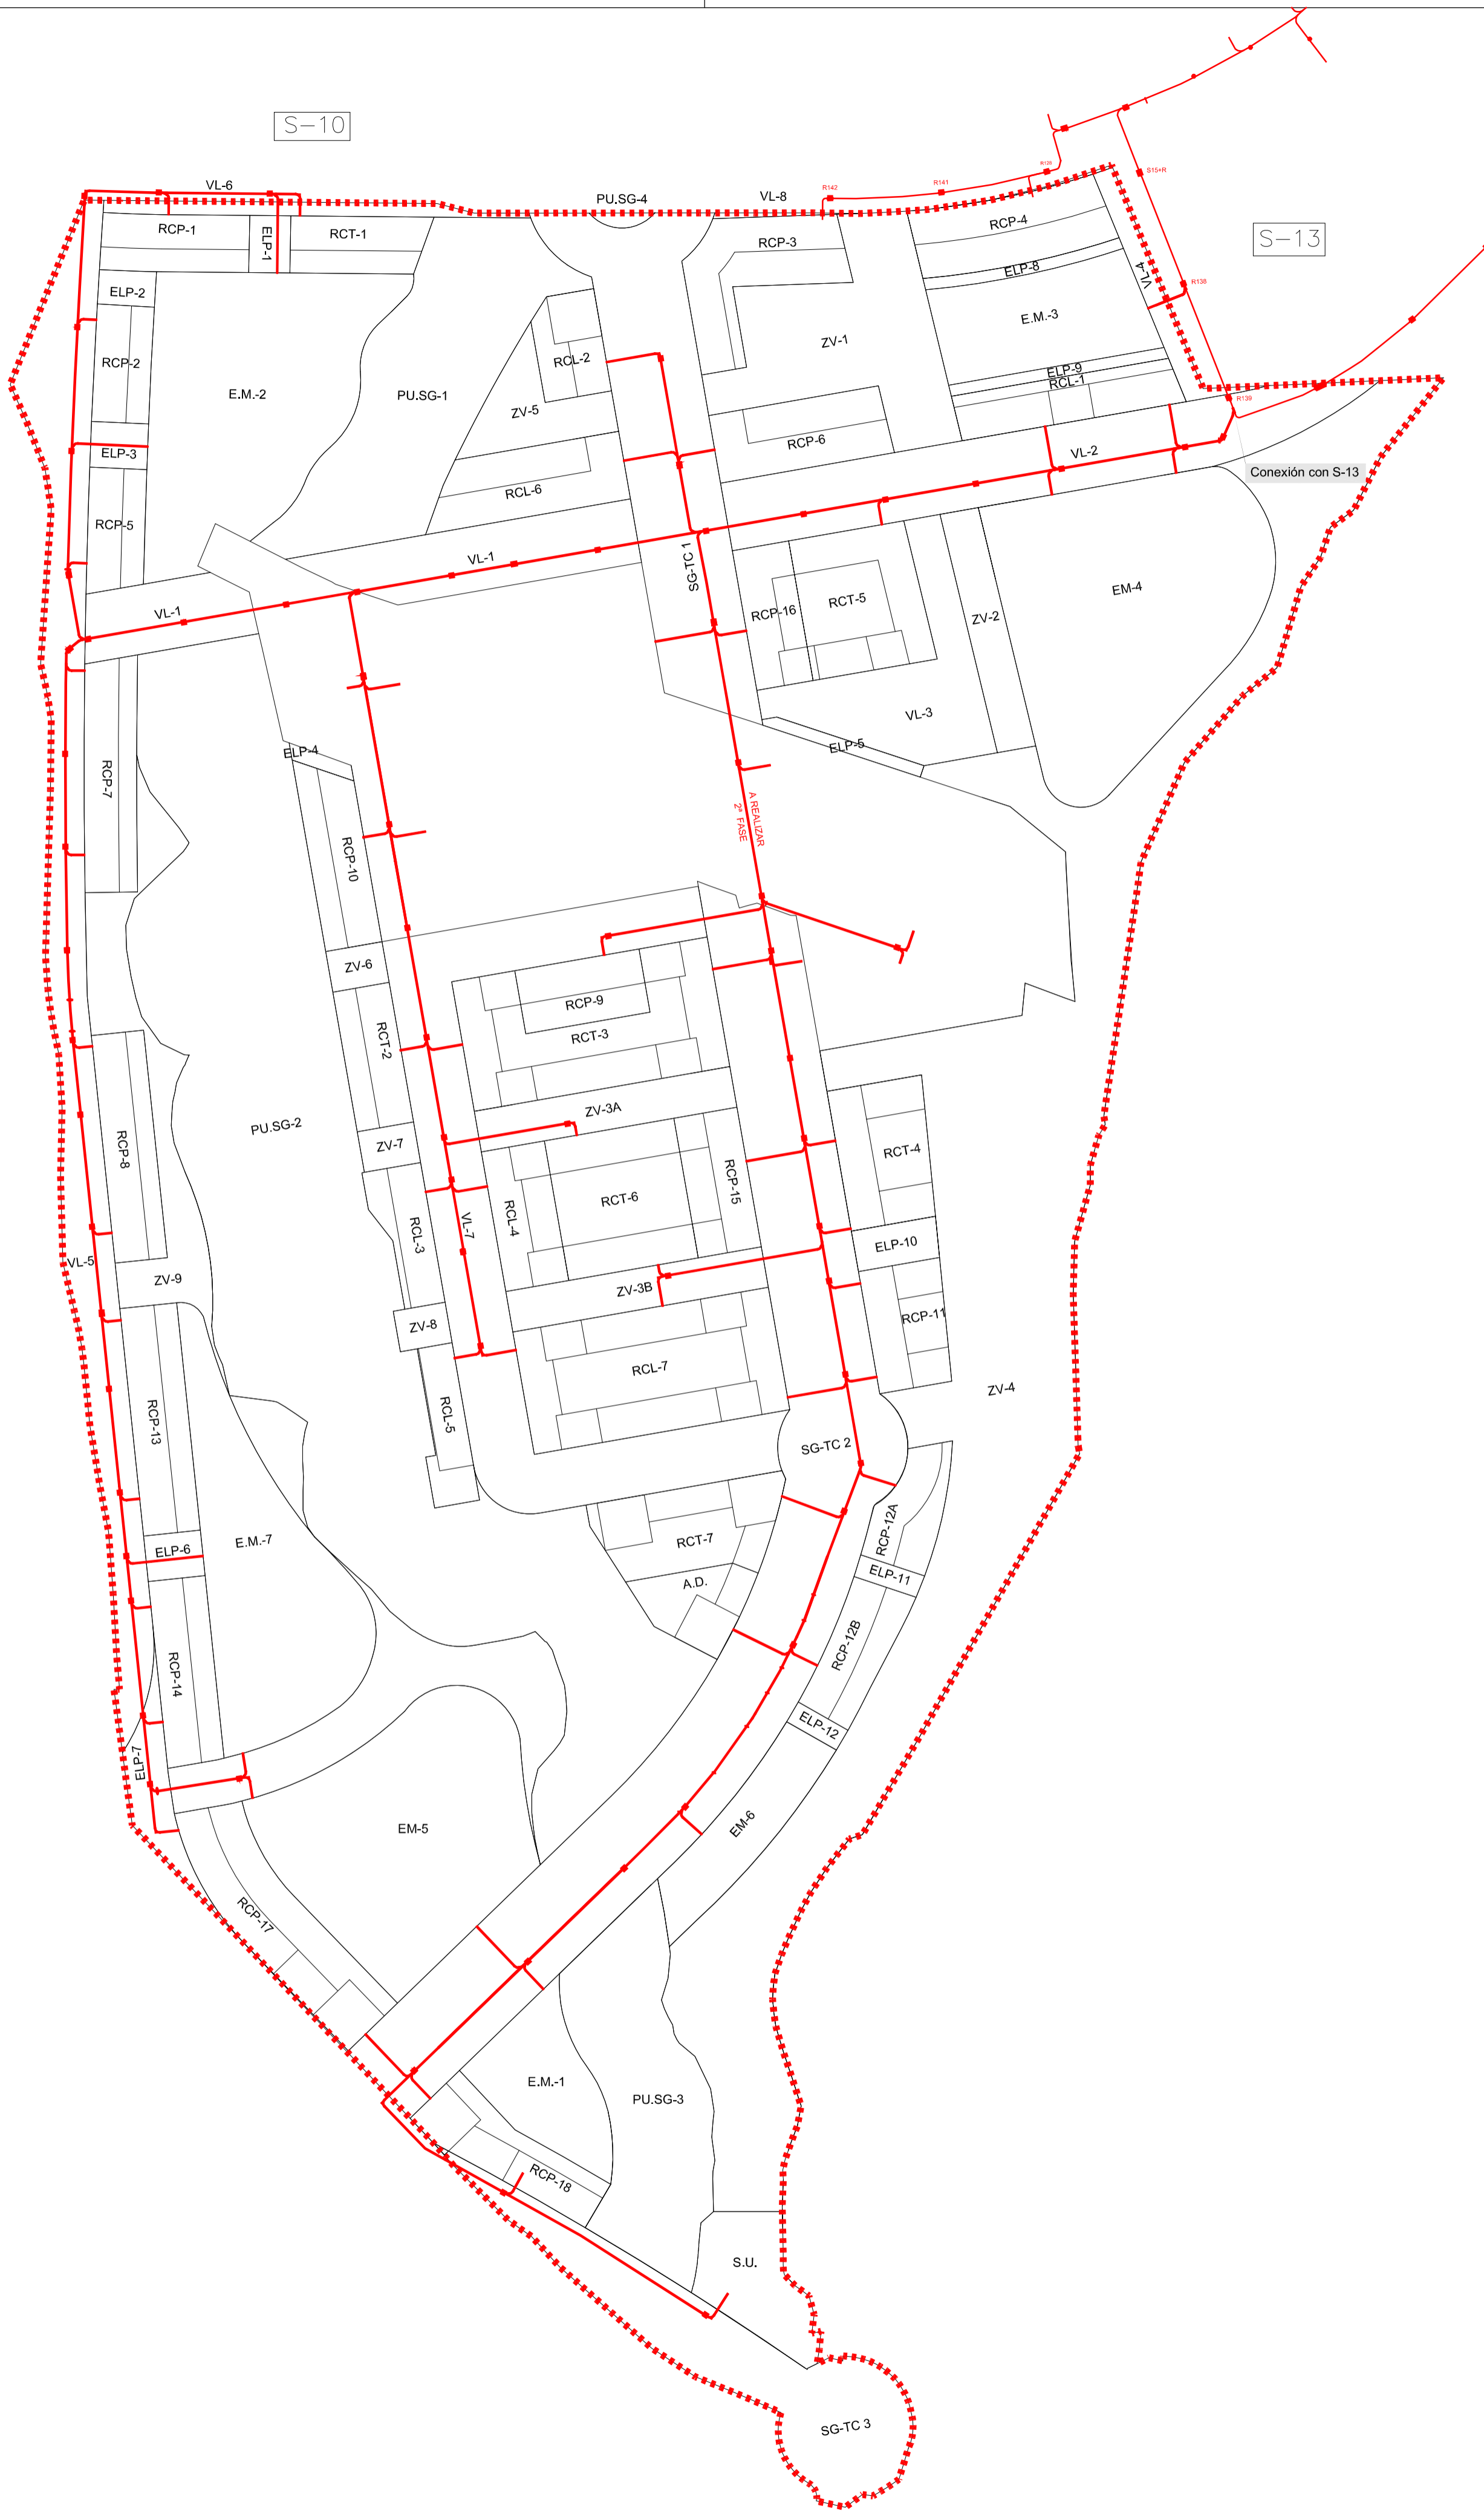 S-10
VL-6
PU.SG-4
VL-8
R142
R141
R125
S15*R
S-13
RCP-1
ELP-1
RCT-1
RCP-3
RCP-4
ELP-8
VL-4
R138
ELP-2
E.M.-3
RCP-2
E.M.-2
PU.SG-1
RCL-2
ZV-1
ELP-9
RCL-1
R139
ZV-5
RCP-6
ELP-3
VL-2
Conexión con S-13
RCL-6
RCP-5
VL-1
SG-TC 1
EM-4
VL-1
RCP-16
RCT-5
ZV-2
VL-3
ELP-4
ELP-5
RCP-7
A REALIZAR
2ª FASE
RCP-10
ZV-6
RCP-9
RCT-2
RCT-3
ZV-3A
PU.SG-2
ZV-7
RCP-8
RCT-4
RCP-15
RCT-6
RCL-4
VL-7
RCL-3
ELP-10
VL-5
ZV-9
ZV-3B
RCP-11
ZV-8
RCL-7
ZV-4
RCP-13
RCL-5
SG-TC 2
RCP-12A
E.M.-7
RCT-7
ELP-6
ELP-11
A.D.
RCP-12B
RCP-14
ELP-12
ELP-7
EM-6
EM-5
RCP-17
E.M.-1
PU.SG-3
RCP-18
S.U.
SG-TC 3